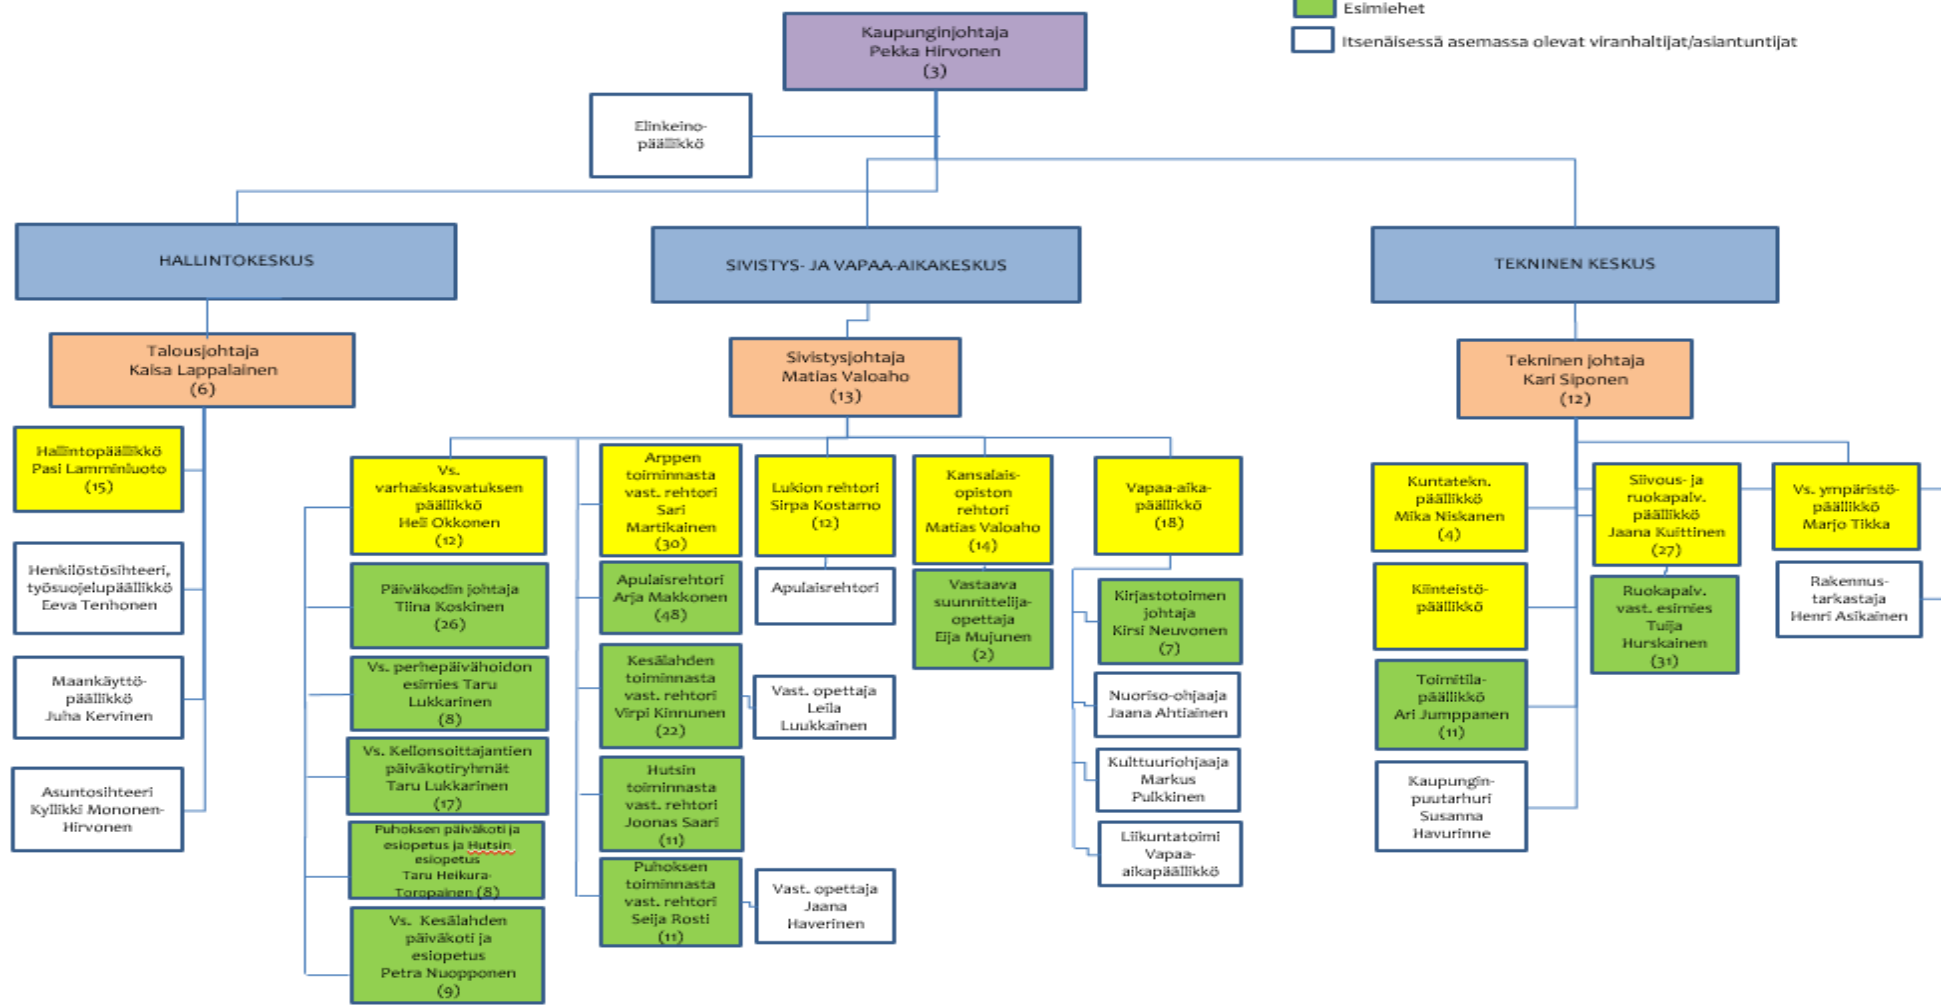 Esimiehet
Itsenäisessä asemassa olevat viranhaltijat/asiantuntijat
Kaupunginjohtaja
Pekka Hirvonen
(3)
Elinkeino-
päällikkö
HALLINTOKESKUS
SIVISTYS- JA VAPAA-AIKAKESKUS
TEKNINEN KESKUS
Talousjohtaja
Kaisa Lappalainen
(6)
Sivistysjohtaja
Matias Valoaho
(13)
Tekninen johtaja
Kari Siponen
(12)
Hallintopäällikkö
Pasi Lamminluoto
(15)
Henkilöstösihteeri,
työsuojelupäällikkö
Eeva Tenhonen
Maankäyttö-
päällikkö
Juha Kervinen
Asuntosihteeri
Kyllikki Mononen-
Hirvonen
Vs.
varhaiskasvatuksen
päällikkö
Heli Okkonen
(12)
Päiväkodin johtaja
Tiina Koskinen
(26)
Vs. perhepäivähoidon
esimies Taru
Lukkarinen
(8)
Vs. Kellonsoittajantien
päiväkotiryhmät
Taru Lukkarinen
(17)
Puhoksen päiväkoti ja
esiopetus ja Hutsin
esiopetus
Taru Heikura-
Toropainen (8)
Vs. Kesälahden
päiväkoti ja
esiopetus
Petra Nuopponen
(9)
Arppen
toiminnasta
vast. rehtori
Sari
Martikainen
(30)
Apulaisrehtori
Arja Makkonen
(48)
Kesälahden
toiminnasta
vast. rehtori
Virpi Kinnunen
(22)
Hutsin
toiminnasta
vast. rehtori
Joonas Saari
(11)
Puhoksen
toiminnasta
vast. rehtori
Seija Rosti
(11)
Lukion rehtori
Sirpa Kostamo
(12)
Apulaisrehtori
Vast. opettaja
Leila
Luukkainen
Vast. opettaja
Jaana
Haverinen
Kansalais-
opiston
rehtori
Matias Valoaho
(14)
Vastaava
suunnittelija-
opettaja
Eija Mujunen
(2)
Vapaa-aika-
päällikkö
(18)
Kirjastotoimen
johtaja
Kirsi Neuvonen
(7)
Nuoriso-ohjaaja
Jaana Ahtiainen
Kulttuuriohjaaja
Markus
Pulkkinen
Liikuntatoimi
Vapaa-
aikapäällikkö
Kuntatekn.
päällikkö
Mika Niskanen
(4)
Kiinteistö-
päällikkö
Toimitila-
päällikkö
Ari Jumppanen
(11)
Kaupungin-
puutarhuri
Susanna
Havurinne
Siivous- ja
ruokapalv.
päällikkö
Jaana Kuittinen
(27)
Ruokapalv.
vast. esimies
Tuija
Hurskainen
(31)
Vs. ympäristö-
päällikkö
Marjo Tikka
Rakennus-
tarkastaja
Henri Asikainen